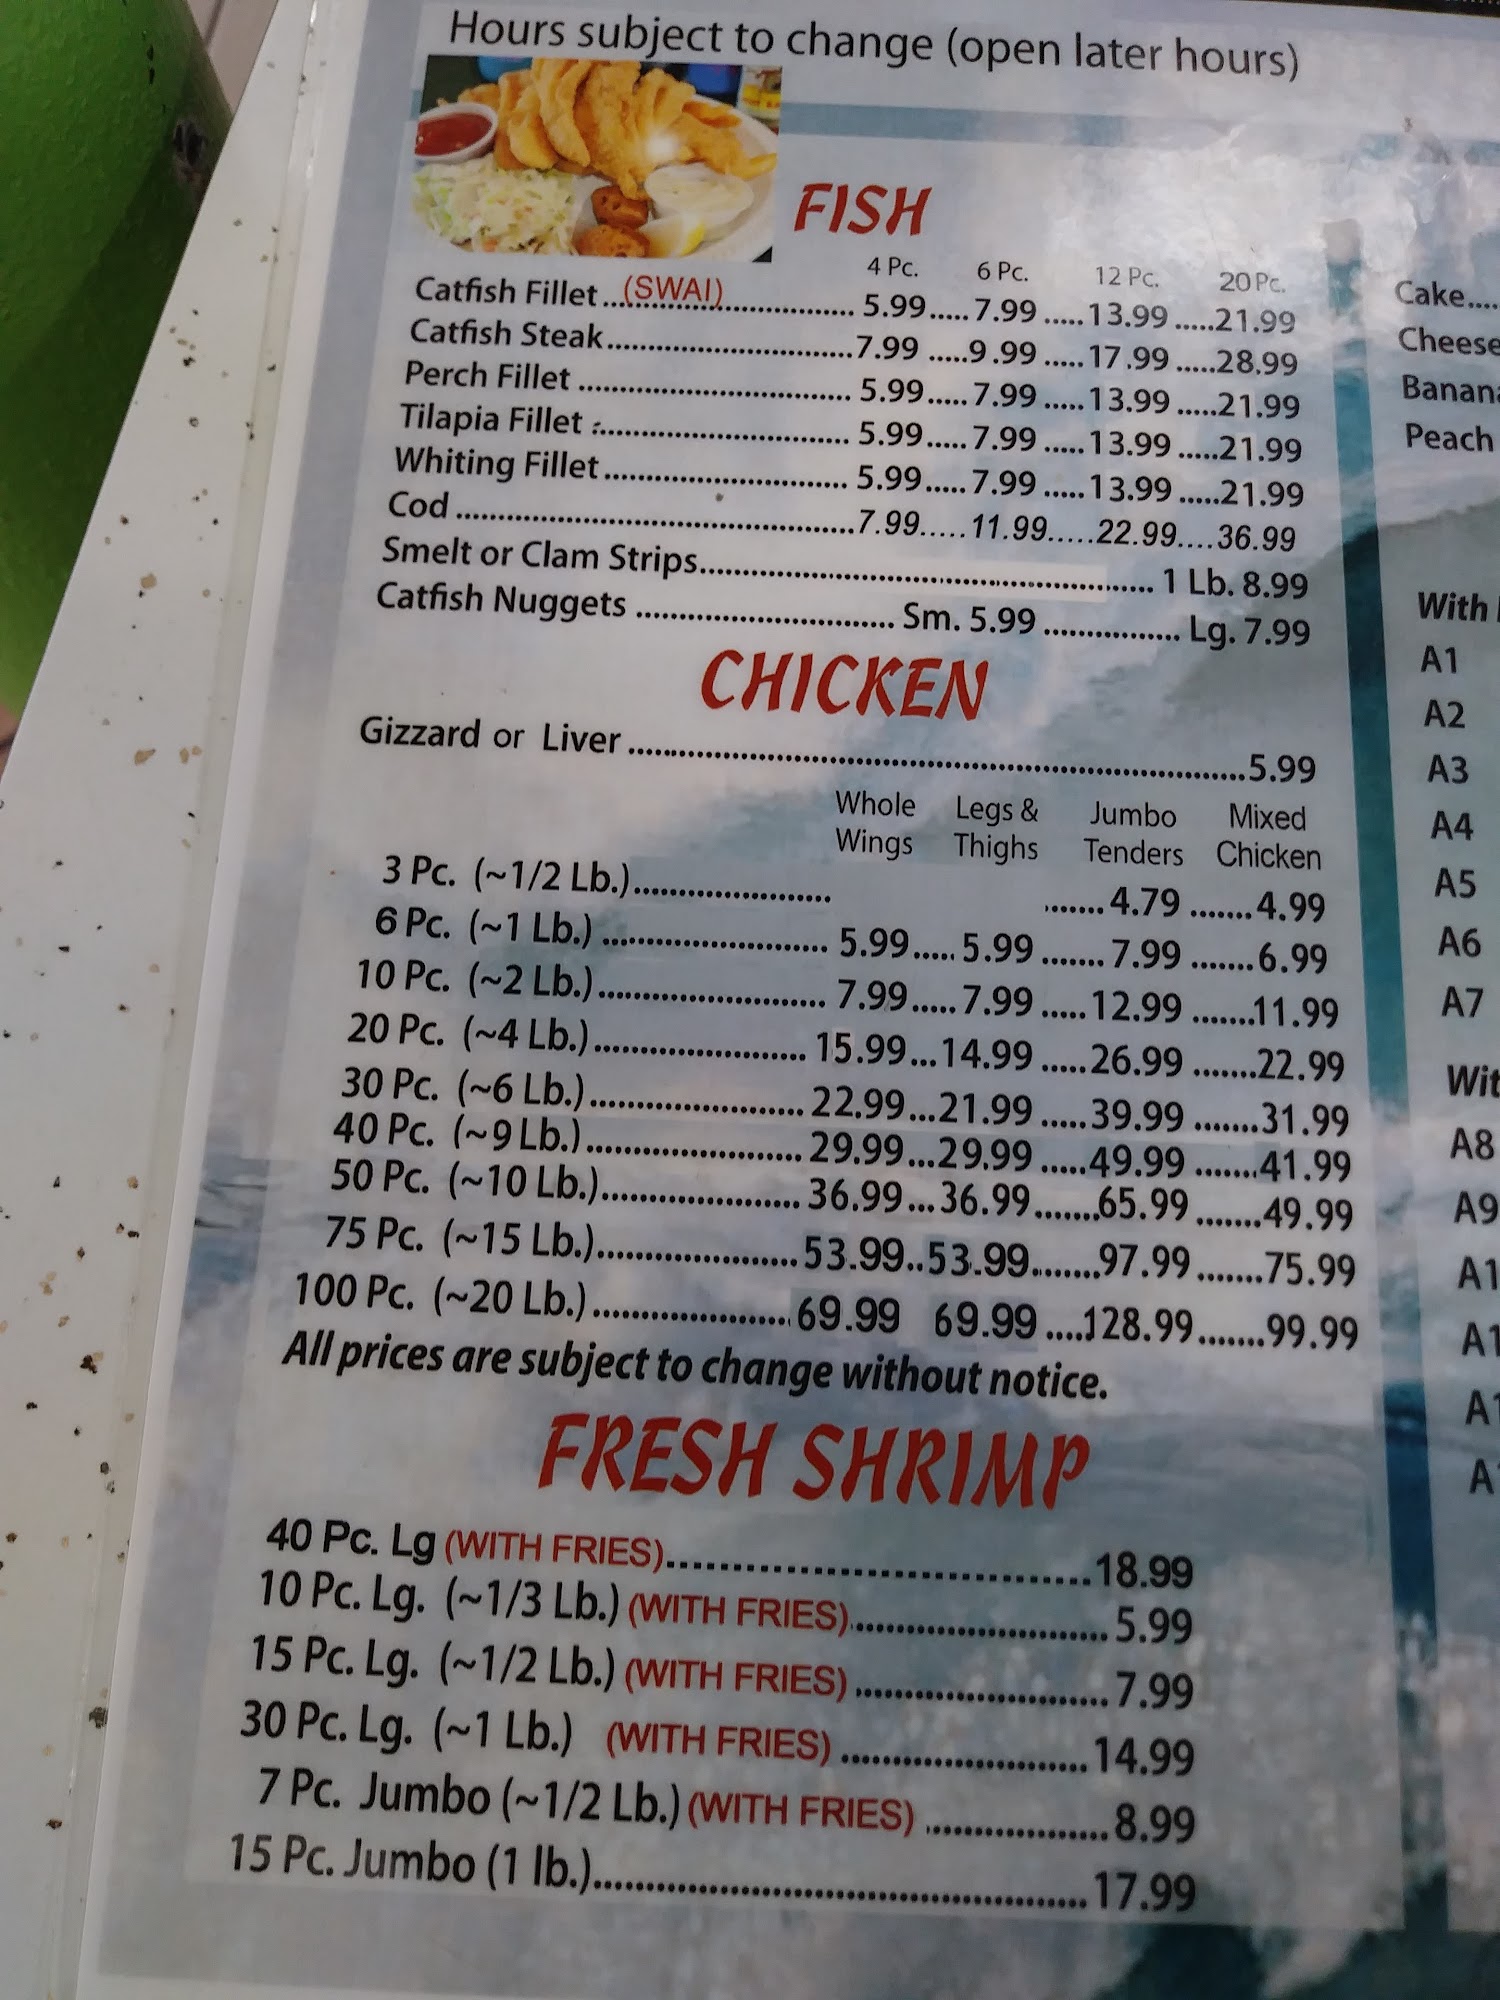 Hours subject to change (open later hours)
FISH
4 Pc. 6 Pc. 12 Pc. 20 Pc.
Catfish Fillet ...(SWAI)................ 5.99.....7.99 .....13.99 .....21.99
Catfish Steak............................7.99 .....9.99 .....17.99 .....28.99
Perch Fillet ............................... 5.99.....7.99 .....13.99 .....21.99
Tilapia Fillet .............................. 5.99.....7.99 .....13.99 .....21.99
Whiting Fillet............................ 5.99.....7.99 .....13.99 .....21.99
Cod .............................................7.99.....11.99.....22.99....36.99
Smelt or Clam Strips.................................................... 1 Lb. 8.99
Catfish Nuggets .............................. Sm. 5.99 ................ Lg. 7.99
CHICKEN
Gizzard or Liver .....................................................................5.99
Whole Wings Legs & Thighs Jumbo Tenders Mixed Chicken
3 Pc. (~1/2 Lb.)...................... .......4.79 .......4.99
6 Pc. (~1 Lb.) ......................... 5.99..... 5.99 .......7.99 .......6.99
10 Pc. (~2 Lb.)......................... 7.99.....7.99 .....12.99 .......11.99
20 Pc. (~4 Lb.)....................... 15.99...14.99 .....26.99 .......22.99
30 Pc. (~6 Lb.)....................... 22.99...21.99 .....39.99 .......31.99
40 Pc. (~9 Lb.)....................... 29.99...29.99 .....49.99 .......41.99
50 Pc. (~10 Lb.)..................... 36.99...36.99.......65.99 .......49.99
75 Pc. (~15 Lb.).....................53.99..53.99.......97.99 .......75.99
100 Pc. (~20 Lb.).....................69.99 69.99 ....128.99.......99.99
All prices are subject to change without notice.
FRESH SHRIMP
40 Pc. Lg (WITH FRIES)................................18.99
10 Pc. Lg. (~1/3 Lb.) (WITH FRIES)........................... 5.99
15 Pc. Lg. (~1/2 Lb.) (WITH FRIES) ...........................7.99
30 Pc. Lg. (~1 Lb.) (WITH FRIES) ..........................14.99
7 Pc. Jumbo (~1/2 Lb.) (WITH FRIES) ...................8.99
15 Pc. Jumbo (1 lb.).....................................................17.99
Cake....
Cheese
Peach
With
A1
A2
A3
A4
A5
A6
A7
A8
A9